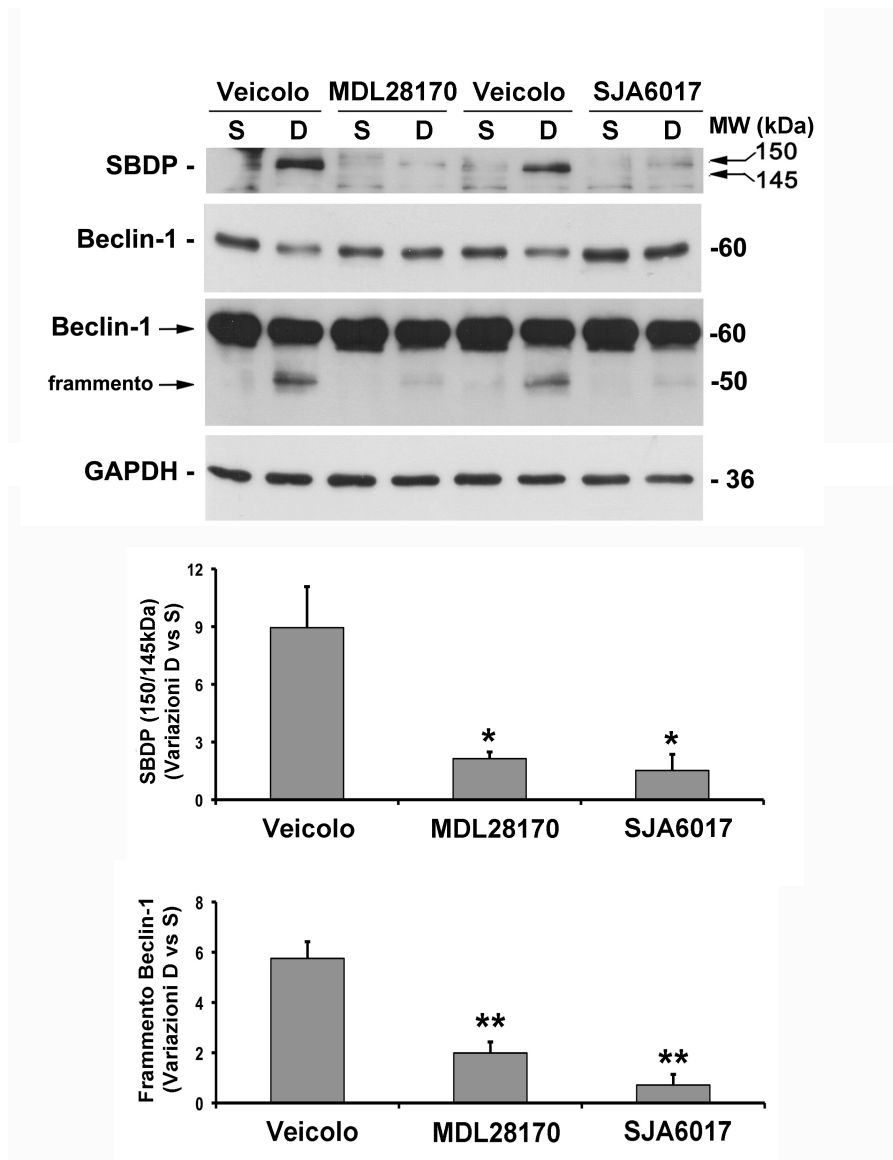 Veicolo MDL28170 Veicolo SJA6017
S D S D S D S D MW (kDa)
SBDP - 150
145
Beclin-1 - -60
Beclin-1 -60
frammento -50
GAPDH - - 36
SBDP (150/145kDa)
(Variazioni D vs S)
12
9
6
3
0
* *
Veicolo MDL28170 SJA6017
Frammento Beclin-1
(Variazioni D vs S)
8
6
4
2
0
** **
Veicolo MDL28170 SJA6017